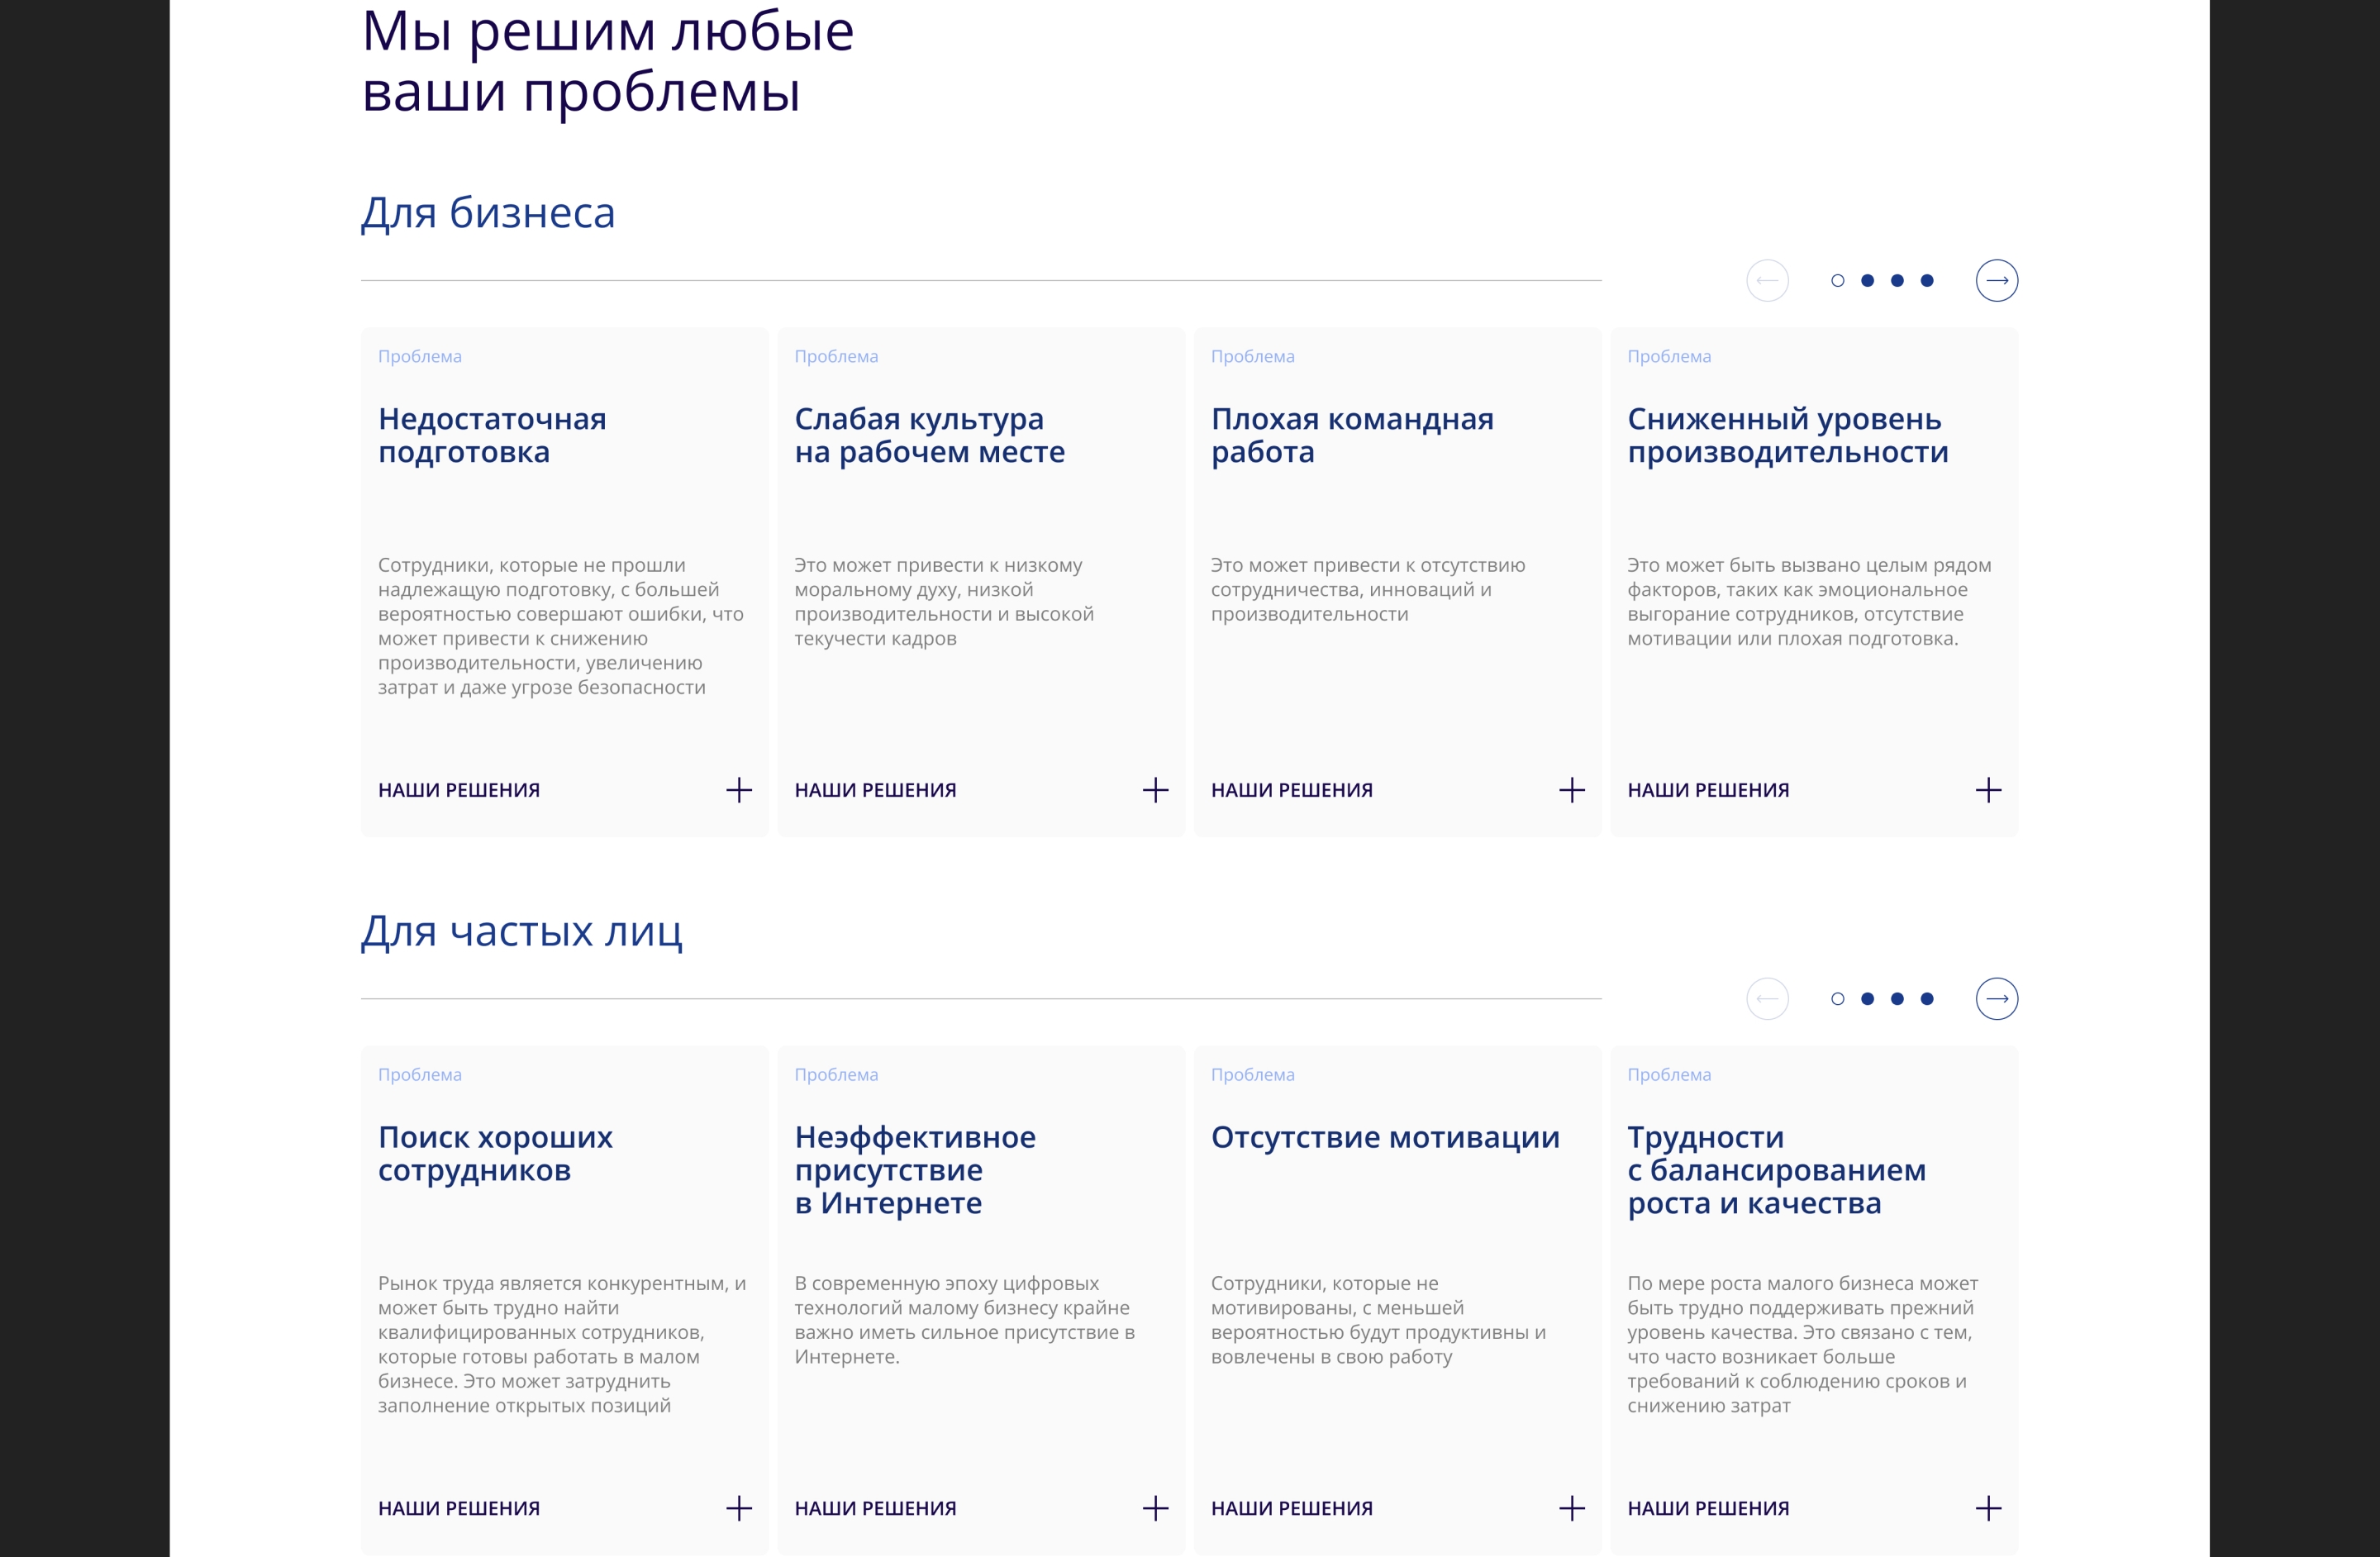 Мы решим любые
ваши проблемы
Для бизнеса
Проблема
Недостаточная
подготовка
Сотрудники, которые не прошли
надлежащую подготовку, с большей
вероятностью совершают ошибки, что
может привести к снижению
производительности, увеличению
затрат и даже угрозе безопасности
НАШИ РЕШЕНИЯ
Проблема
Слабая культура
на рабочем месте
Это может привести к низкому
моральному духу, низкой
производительности и высокой
текучести кадров
НАШИ РЕШЕНИЯ
Проблема
Плохая командная
работа
Это может привести к отсутствию
сотрудничества, инноваций и
производительности
НАШИ РЕШЕНИЯ
Проблема
Сниженный уровень
производительности
Это может быть вызвано целым рядом
факторов, таких как эмоциональное
выгорание сотрудников, отсутствие
мотивации или плохая подготовка.
НАШИ РЕШЕНИЯ
Для частых лиц
Проблема
Поиск хороших
сотрудников
Рынок труда является конкурентным, и
может быть трудно найти
квалифицированных сотрудников,
которые готовы работать в малом
бизнесе. Это может затруднить
заполнение открытых позиций
НАШИ РЕШЕНИЯ
Проблема
Неэффективное
присутствие
в Интернете
В современную эпоху цифровых
технологий малому бизнесу крайне
важно иметь сильное присутствие в
Интернете.
НАШИ РЕШЕНИЯ
Проблема
Отсутствие мотивации
Сотрудники, которые не
мотивированы, с меньшей
вероятностью будут продуктивны и
вовлечены в свою работу
НАШИ РЕШЕНИЯ
Проблема
Трудности
с балансированием
роста и качества
По мере роста малого бизнеса может
быть трудно поддерживать прежний
уровень качества. Это связано с тем,
что часто возникает больше
требований к соблюдению сроков и
снижению затрат
НАШИ РЕШЕНИЯ